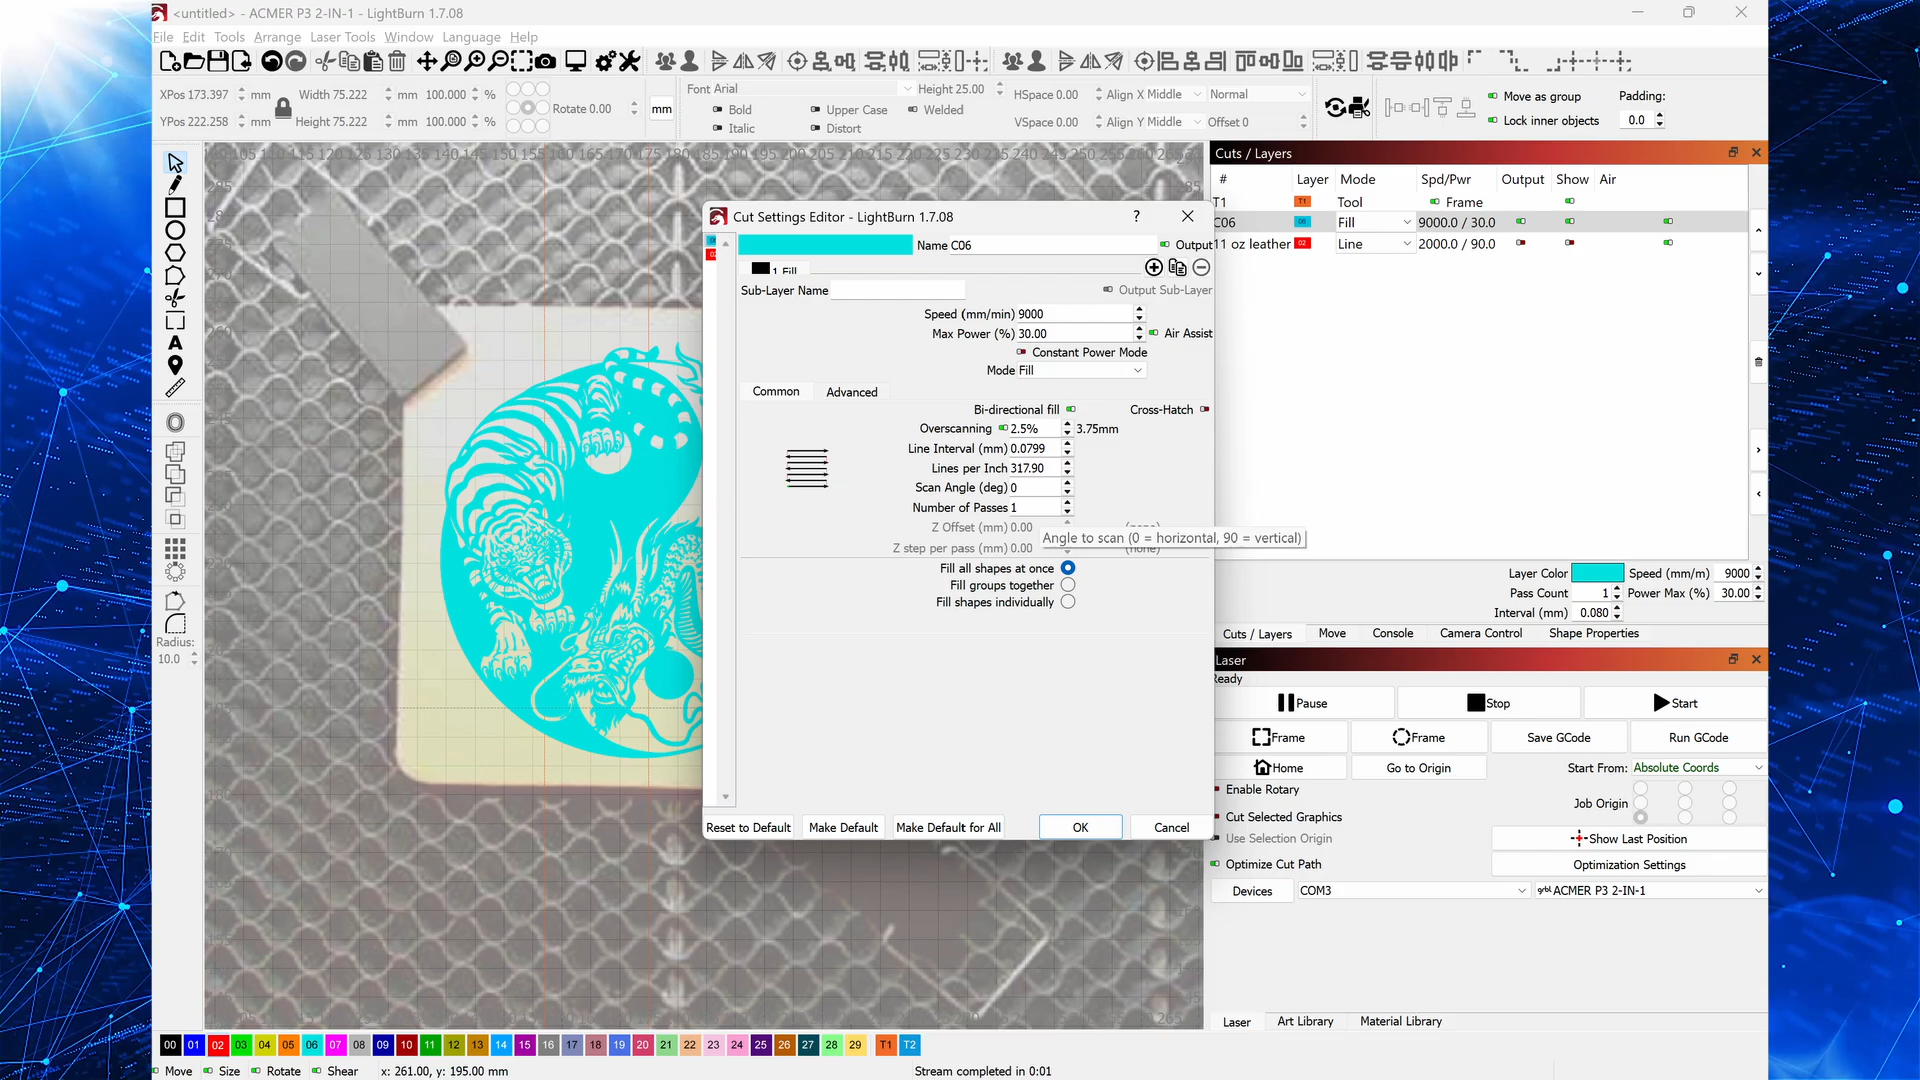 <untitled> - ACMER P3 2-IN-1 - LightBurn 1.7.08
File Edit Tools Arrange Laser Tools Window Language Help
XPos 173.397 mm Width 75.222 mm 100.000 % Rotate 0.00 mm
YPos 222.258 mm Height 75.222 mm 100.000 %
Font Arial Height 25.00 HSpace 0.00 Align X Middle Normal
Bold Upper Case Welded
Italic Distort VSpace 0.00 Align Y Middle Offset 0
Move as group Padding:
Lock inner objects 0.0
Cuts / Layers
# Layer Mode Spd/Pwr Output Show Air
T1 T1 Tool Frame
C06 06 Fill 9000.0 / 30.0
11 oz leather 02 Line 2000.0 / 90.0
Cut Settings Editor - LightBurn 1.7.08 ?
Name C06 Output
1 Fill
Sub-Layer Name Output Sub-Layer
Speed (mm/min) 9000
Max Power (%) 30.00 Air Assist
Constant Power Mode
Mode Fill
Common Advanced
Bi-directional fill Cross-Hatch
Overscanning 2.5% 3.75mm
Line Interval (mm) 0.0799
Lines per Inch 317.90
Scan Angle (deg) 0
Number of Passes 1
Z Offset (mm) 0.00
Angle to scan (0 = horizontal, 90 = vertical)
Z step per pass (mm) 0.00 (none)
Fill all shapes at once
Fill groups together
Fill shapes individually
Reset to Default Make Default Make Default for All OK Cancel
Radius:
10.0
Layer Color Speed (mm/m) 9000
Pass Count 1 Power Max (%) 30.00
Interval (mm) 0.080
Cuts / Layers Move Console Camera Control Shape Properties
Laser
Ready
Pause Stop Start
Frame Frame Save GCode Run GCode
Home Go to Origin Start From: Absolute Coords
Enable Rotary
Job Origin
Cut Selected Graphics
Use Selection Origin Show Last Position
Optimize Cut Path Optimization Settings
Devices COM3 grbl ACMER P3 2-IN-1
Laser Art Library Material Library
00 01 02 03 04 05 06 07 08 09 10 11 12 13 14 15 16 17 18 19 20 21 22 23 24 25 26 27 28 29 T1 T2
Move Size Rotate Shear x: 261.00, y: 195.00 mm Stream completed in 0:01